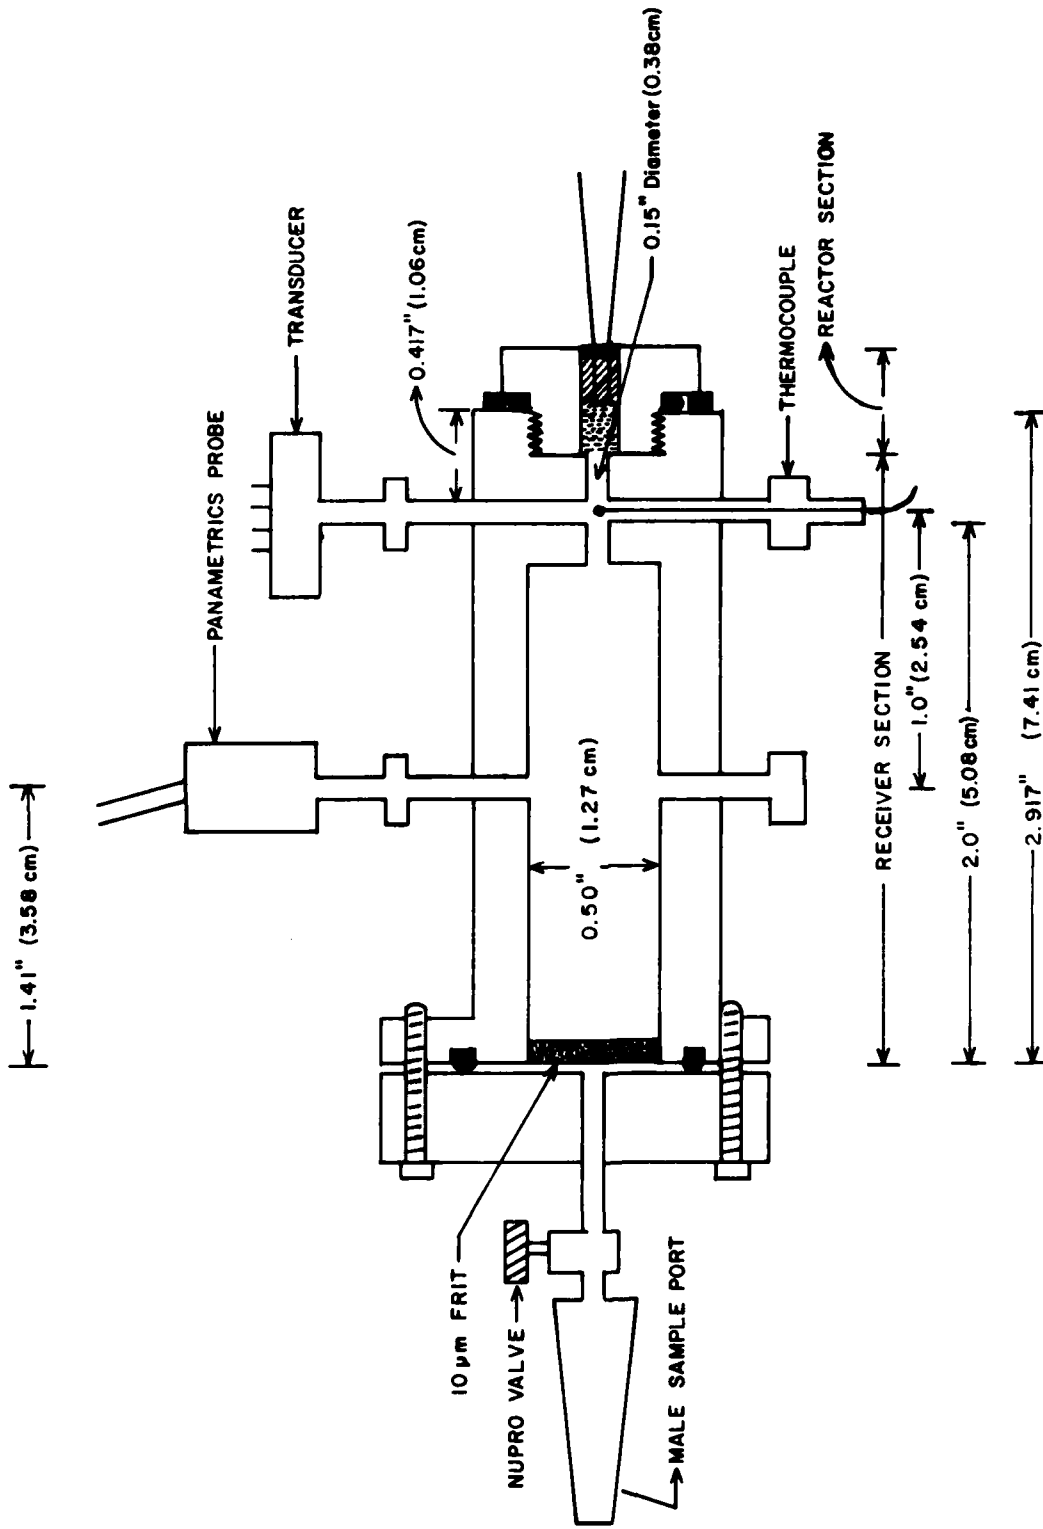 1.41" (3.58 cm)
PANAMETRICS PROBE
TRANSDUCER
0.417" (1.06cm)
0.15" Diameter (0.38cm)
10µm FRIT
NUPRO VALVE
0.50" (1.27 cm)
MALE SAMPLE PORT
THERMOCOUPLE
REACTOR SECTION
RECEIVER SECTION
1.0" (2.54 cm)
2.0" (5.08cm)
2.917" (7.41 cm)